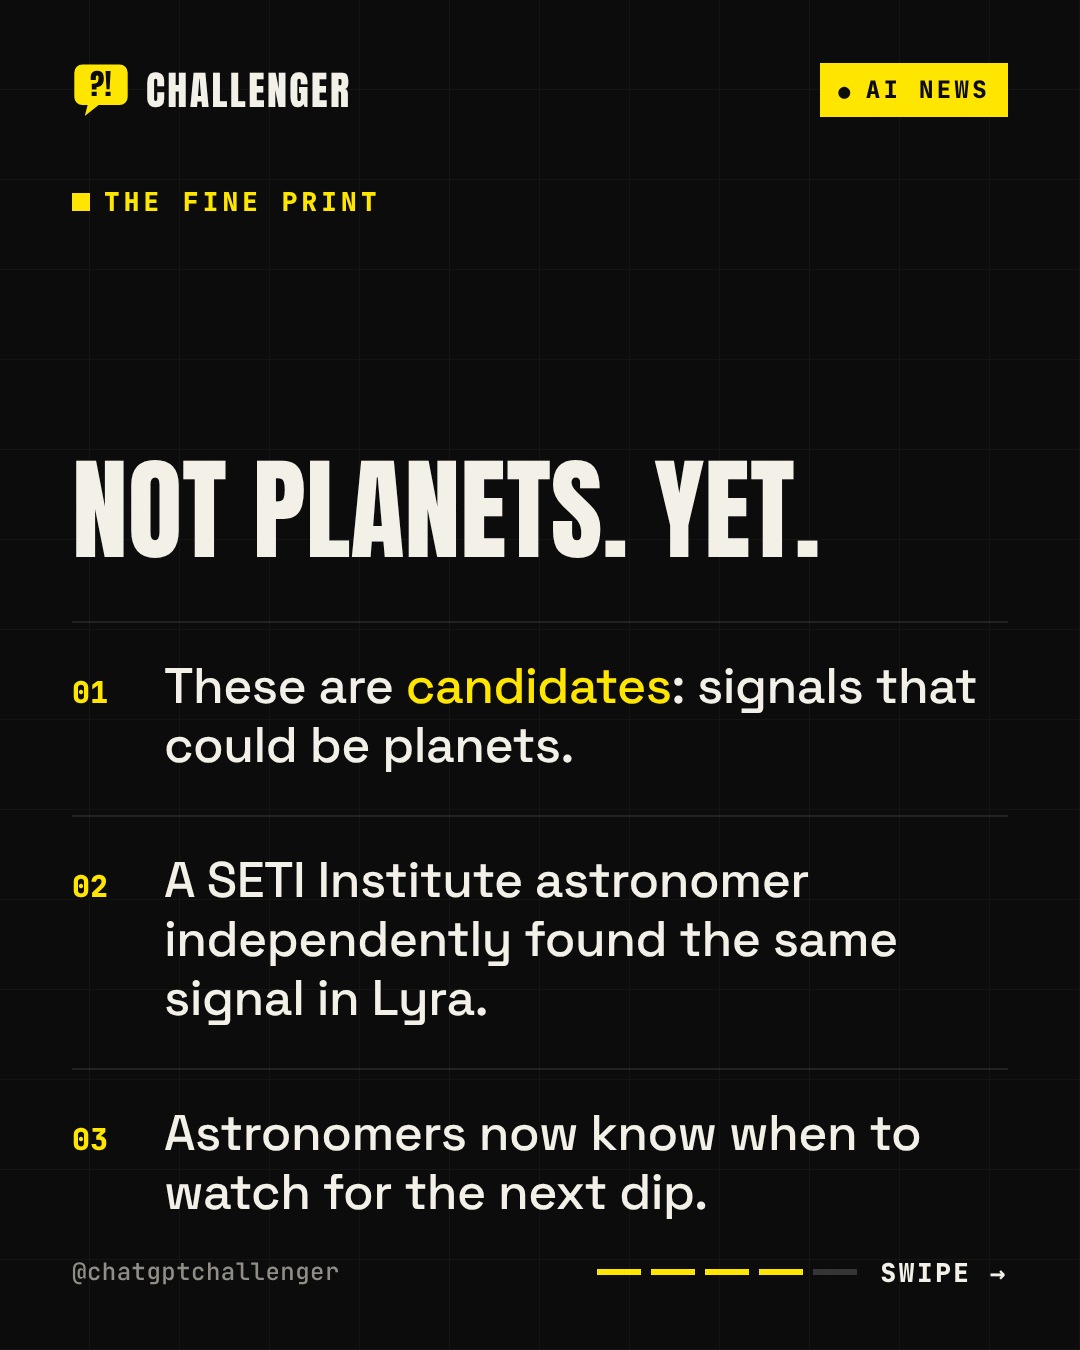 ?! CHALLENGER
● AI NEWS
THE FINE PRINT
NOT PLANETS. YET.
01 These are candidates: signals that
could be planets.
02 A SETI Institute astronomer
independently found the same
signal in Lyra.
03 Astronomers now know when to
watch for the next dip.
@chatgptchallenger
SWIPE →